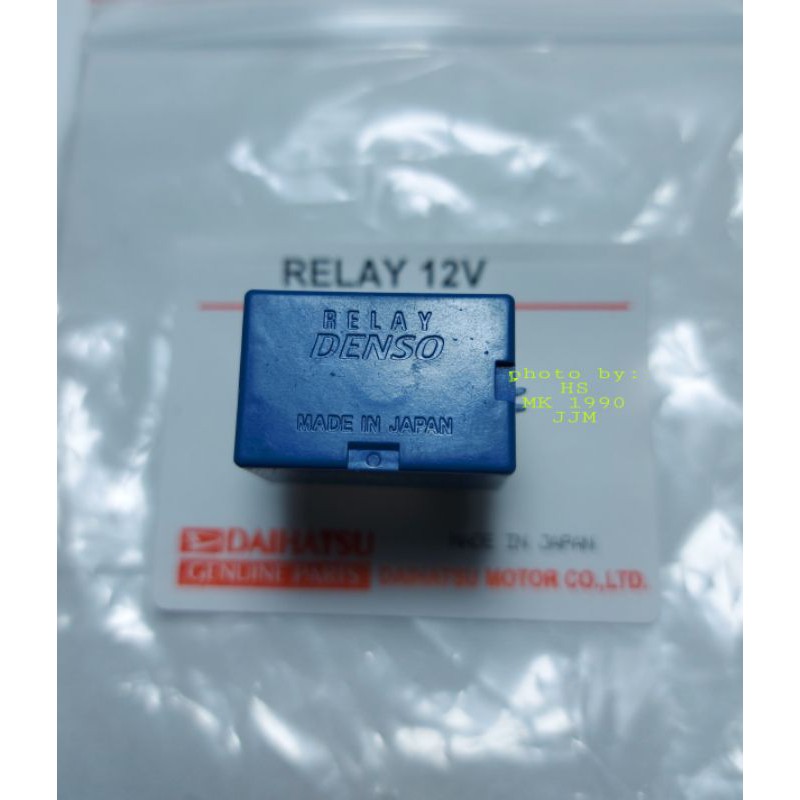 RELAY 12V
RELAY
DENSO
MADE IN JAPAN
photo by:
HS
MK 1990
JJM
DAIHATSU
MADE IN JAPAN
GENUINE PARTS
DAIHATSU MOTOR CO.,LTD.